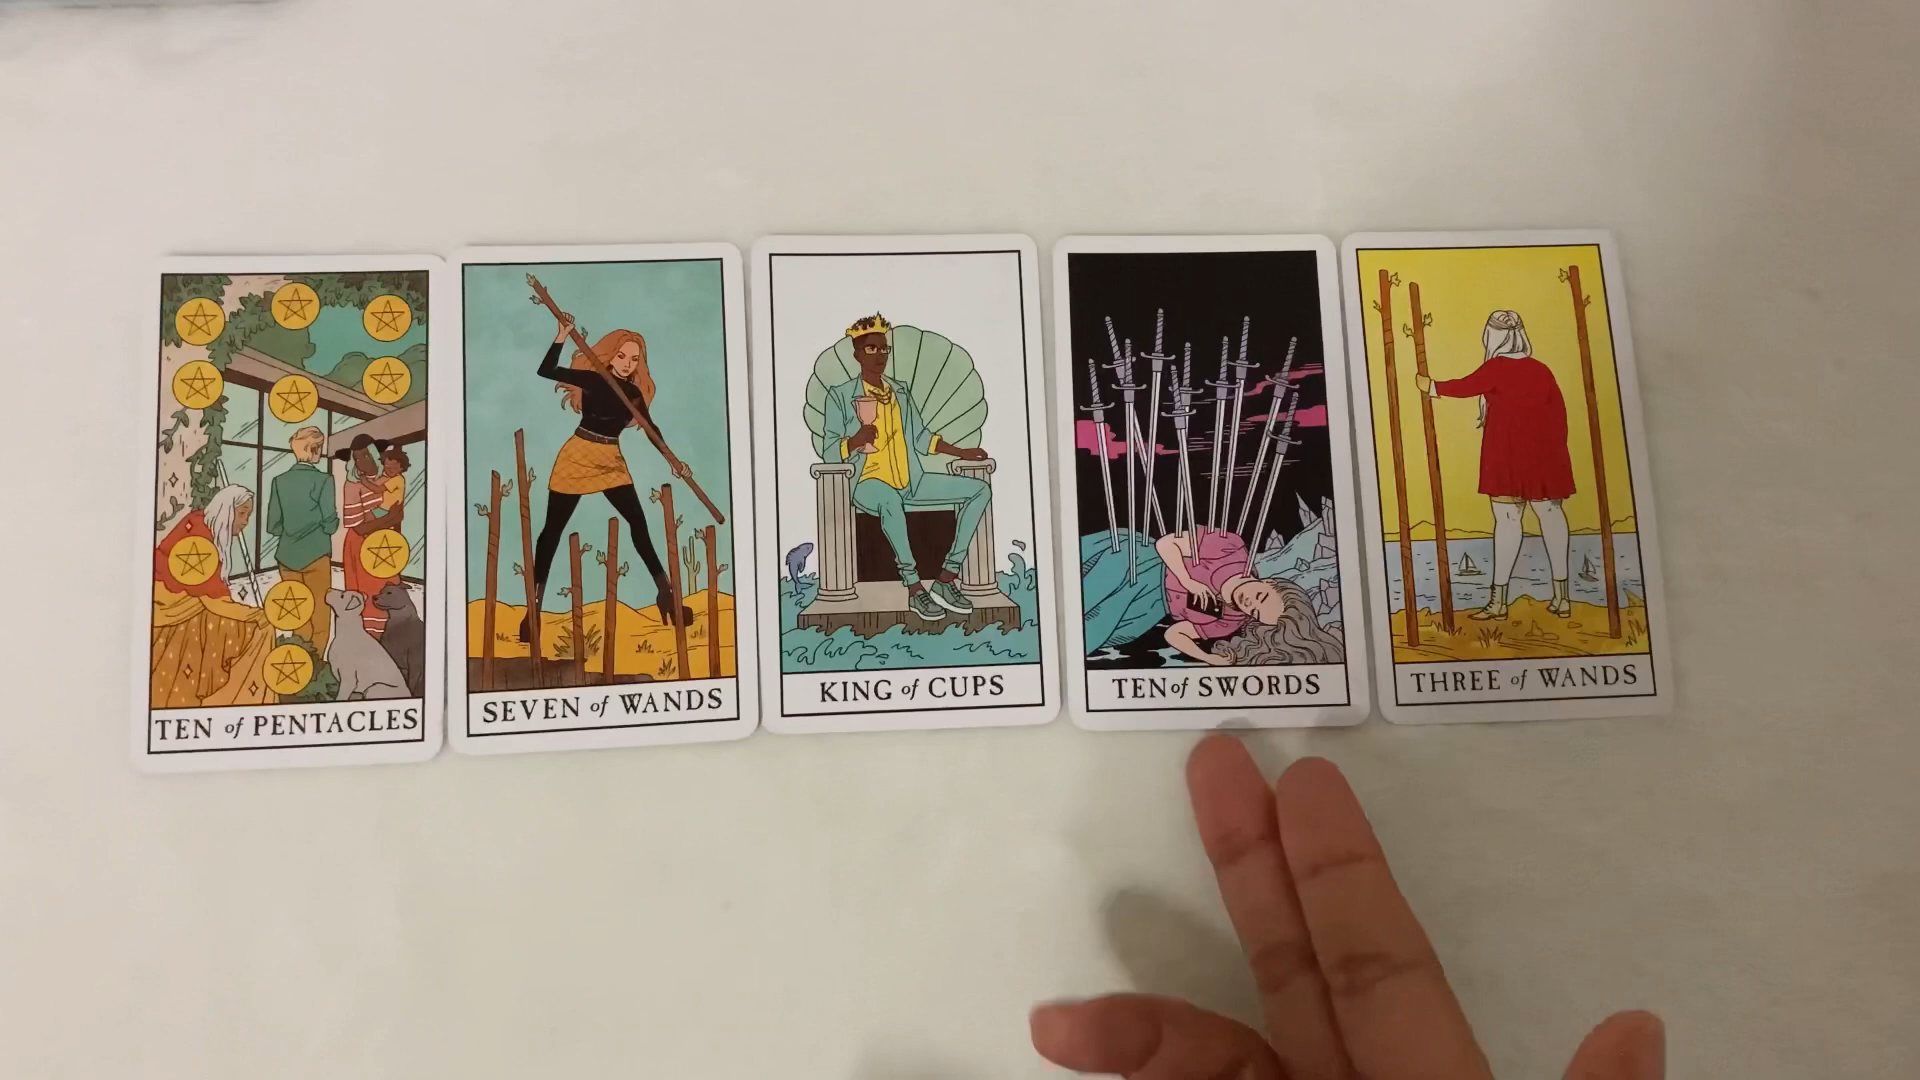 TEN of PENTACLES
SEVEN of WANDS
KING of CUPS
TEN of SWORDS
THREE of WANDS